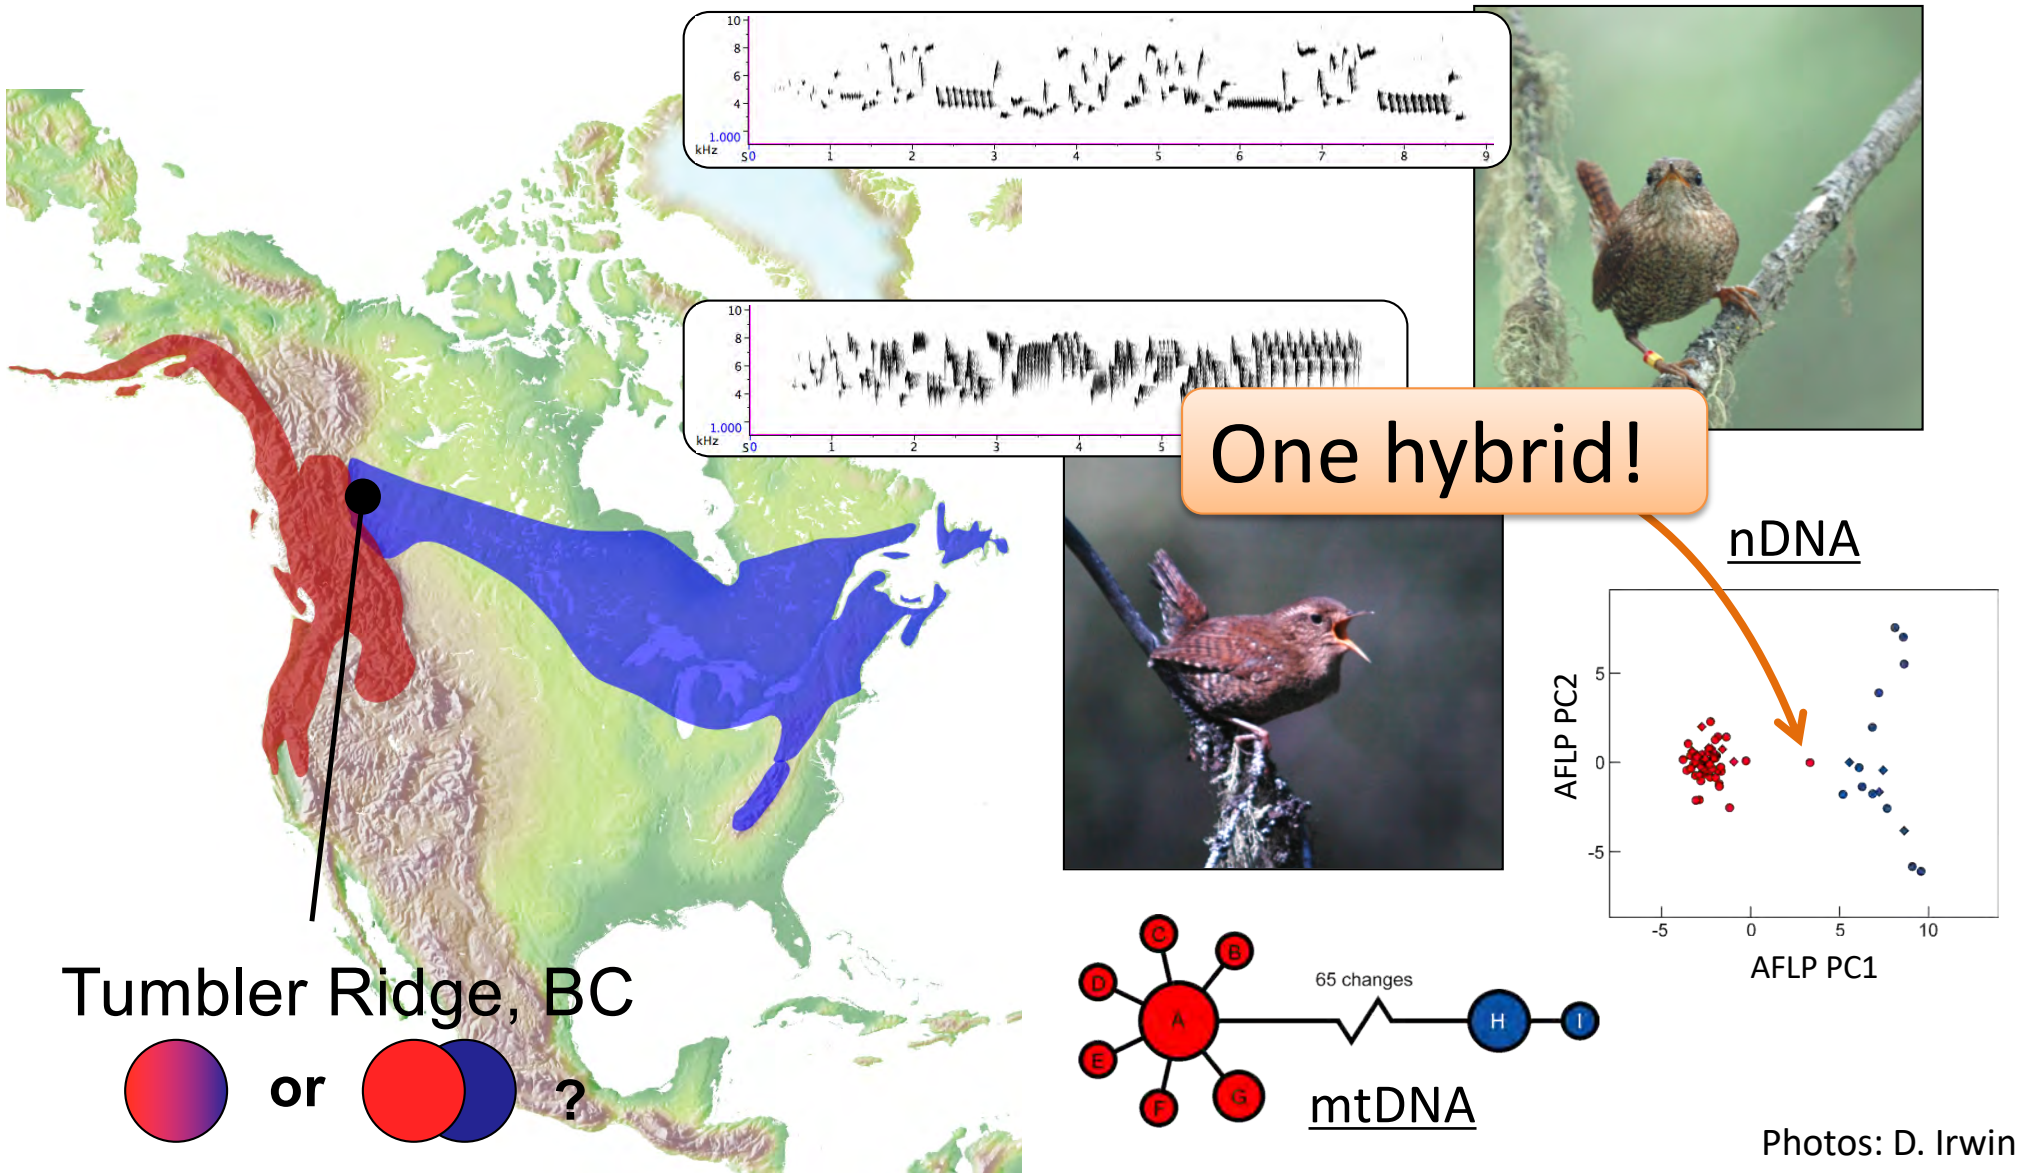 10
8
6
4
1.000
kHz
S0 1 2 3 4 5 6 7 8 9
10
8
6
4
1.000
kHz
S0 1 2 3 4 5
One hybrid!
nDNA
5
0
-5
AFLP PC2
-5 0 5 10
AFLP PC1
Tumbler Ridge, BC
or ?
C
B
D
65 changes
A
H I
E
F
G
mtDNA
Photos: D. Irwin